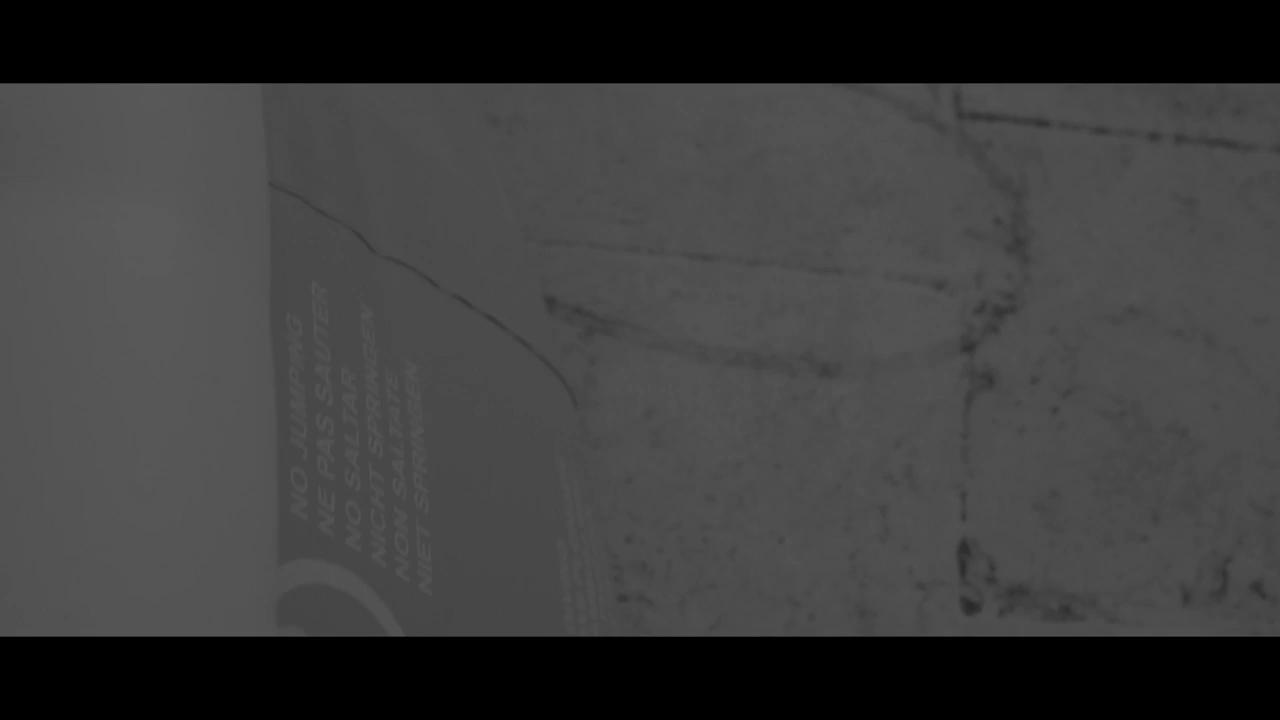 NO JUMPING
NE PAS SAUTER
NO SALTAR
NICHT SPRINGEN
NON SALTATE
NIET SPRINGEN